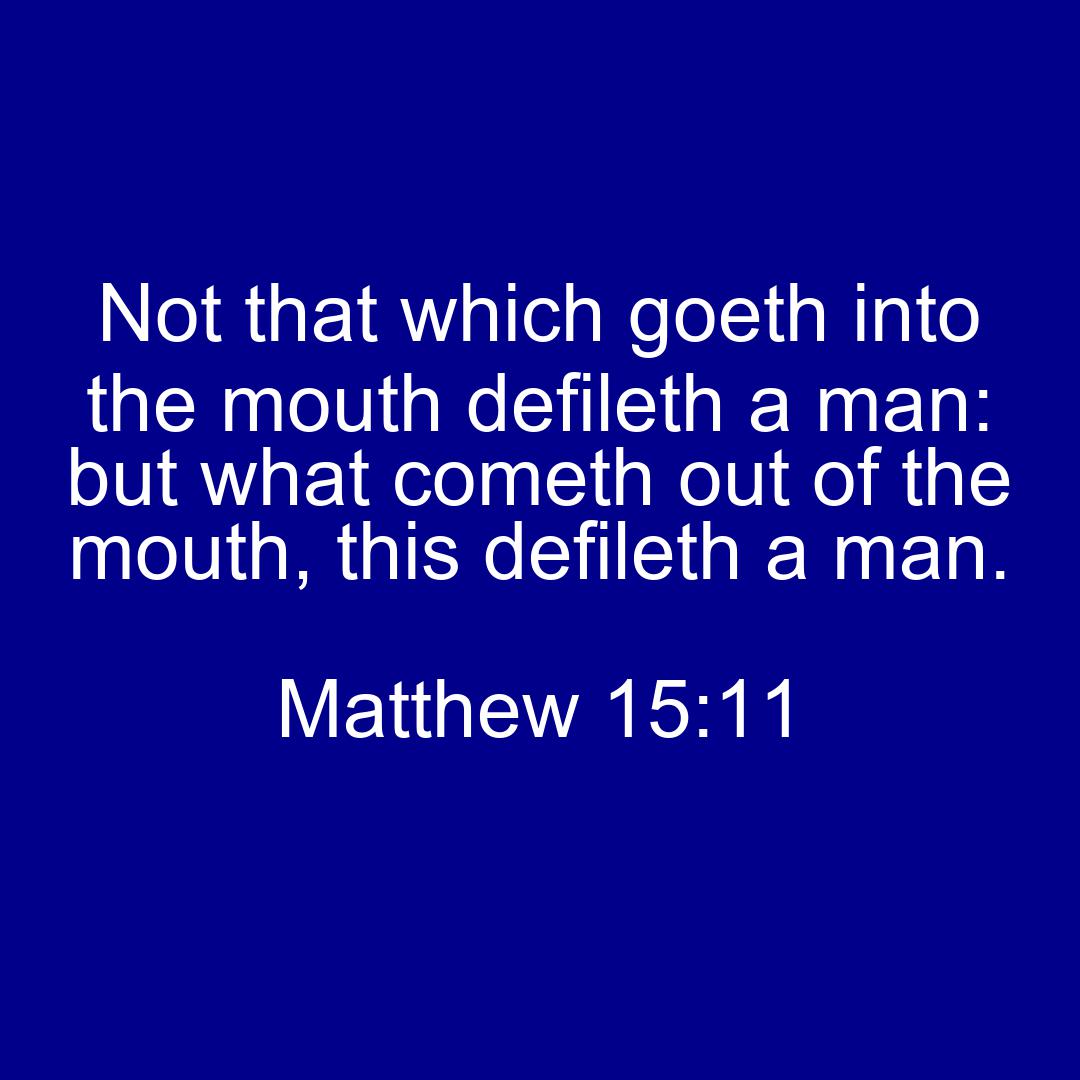 Not that which goeth into
the mouth defileth a man:
but what cometh out of the
mouth, this defileth a man.
Matthew 15:11